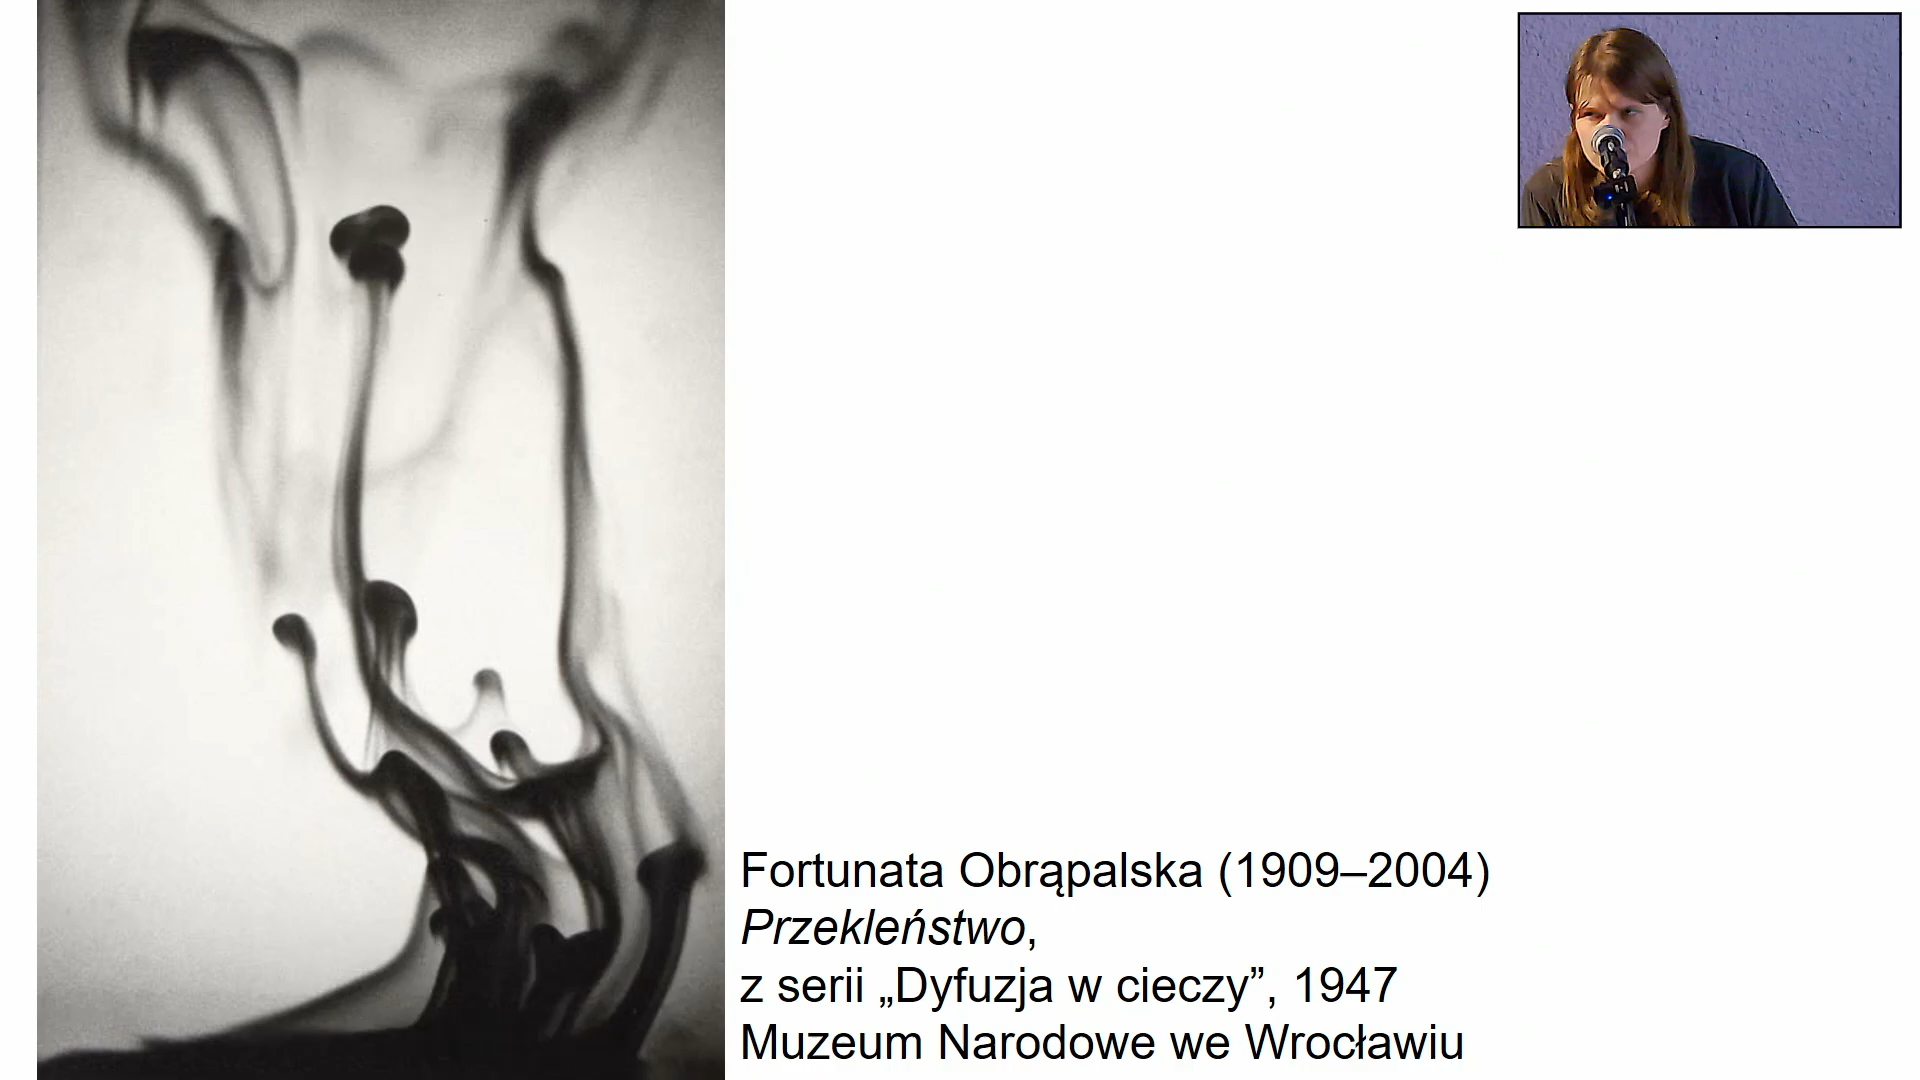 Fortunata Obrąpalska (1909–2004)
Przekleństwo,
z serii „Dyfuzja w cieczy”, 1947
Muzeum Narodowe we Wrocławiu